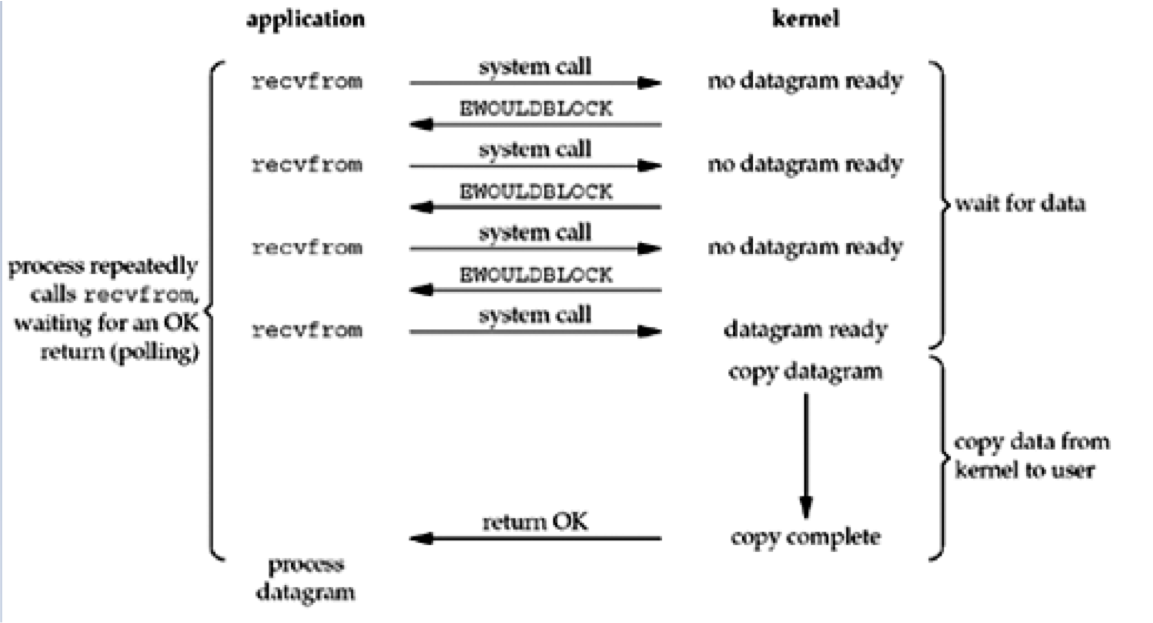 application
kernel
recvfrom
system call
no datagram ready
EWOULDBLOCK
recvfrom
system call
no datagram ready
EWOULDBLOCK
wait for data
recvfrom
system call
no datagram ready
process repeatedly
calls recvfrom,
waiting for an OK
return (polling)
EWOULDBLOCK
recvfrom
system call
datagram ready
copy datagram
copy data from
kernel to user
return OK
copy complete
process
datagram